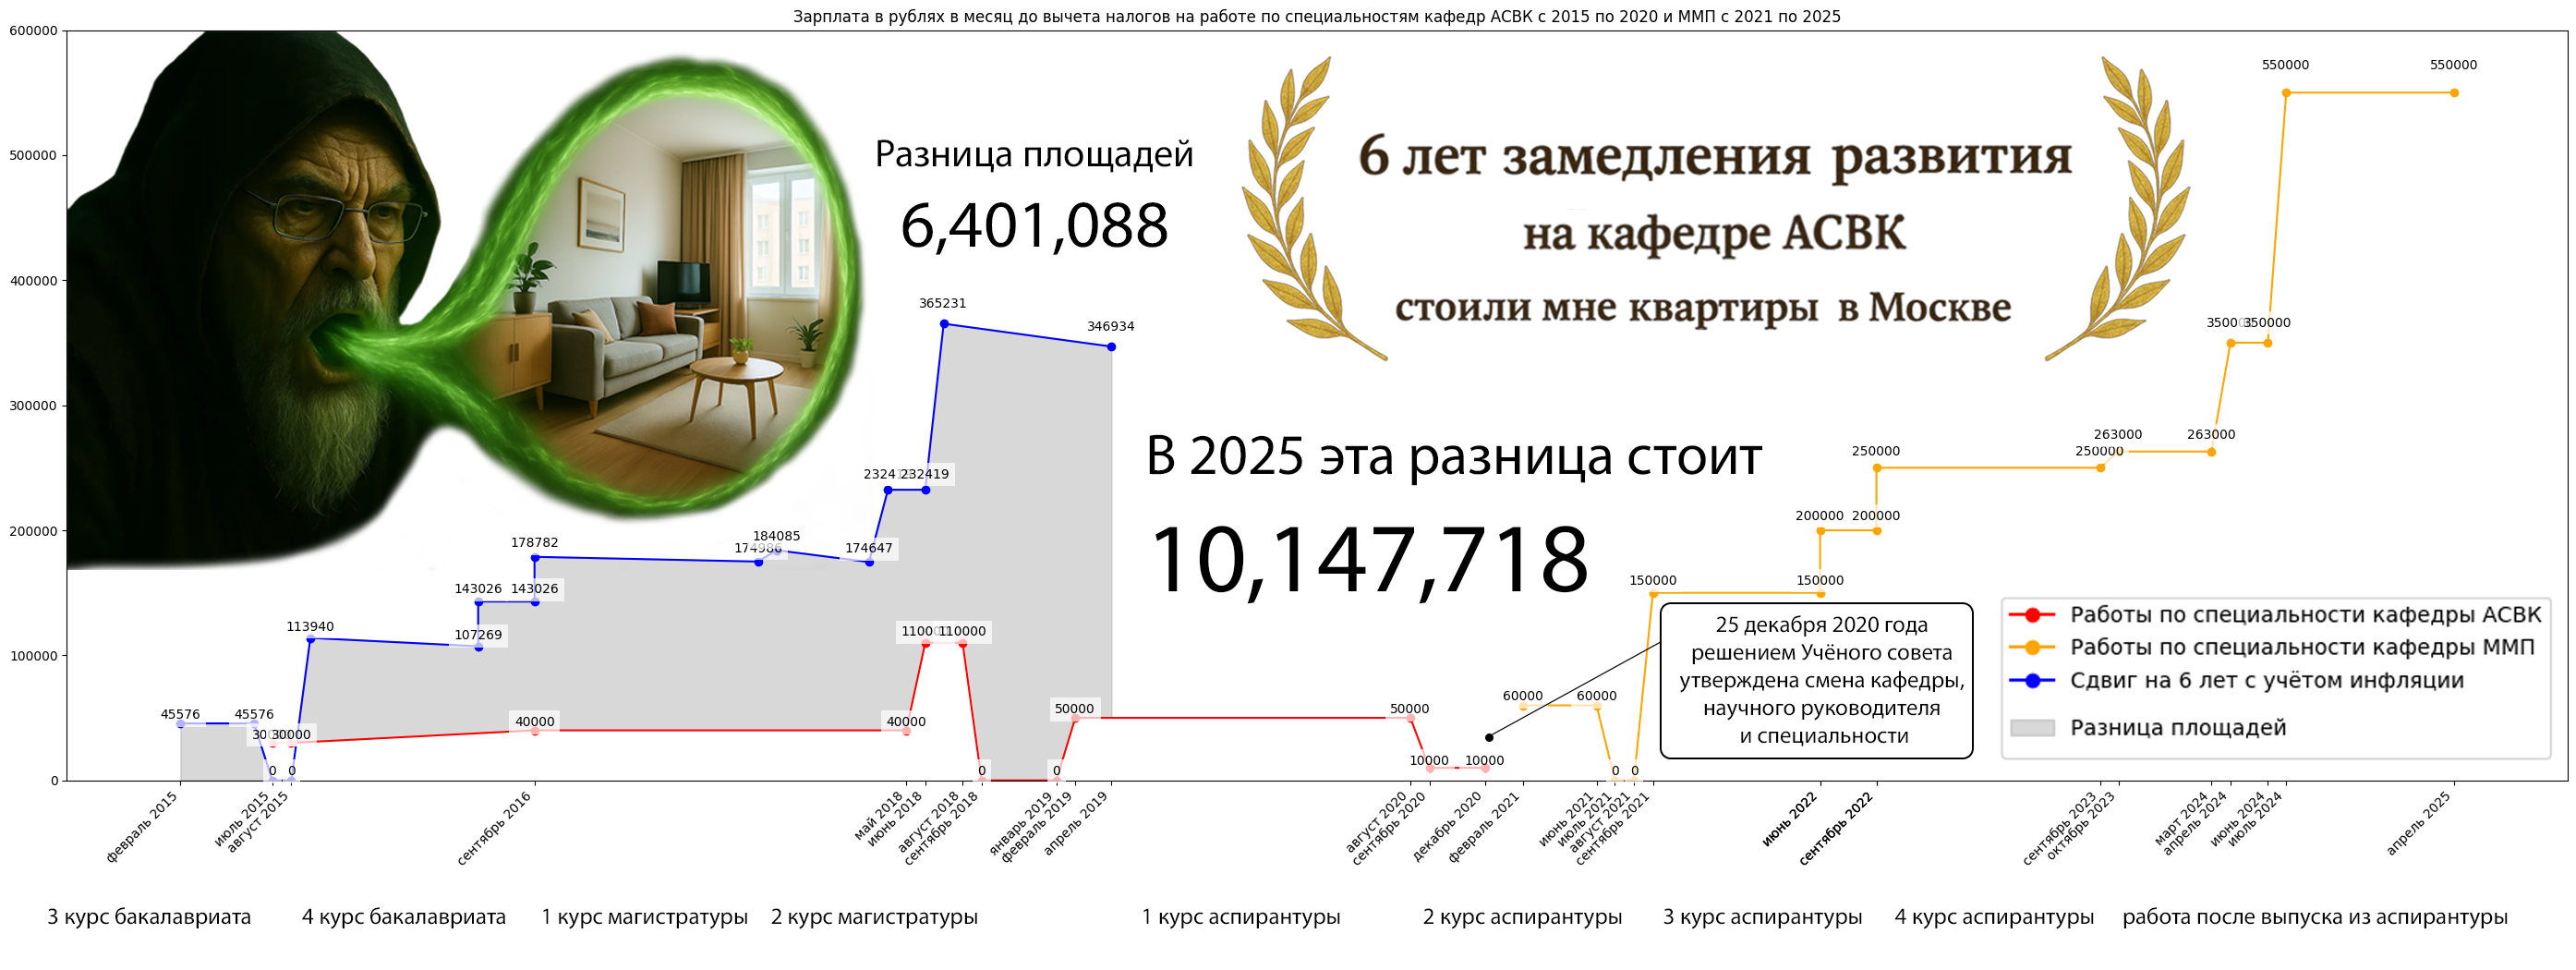 Зарплата в рублях в месяц до вычета налогов на работе по специальностям кафедр АСВК с 2015 по 2020 и ММП с 2021 по 2025
600000
500000
400000
300000
200000
100000
0
Разница площадей
6,401,088
6 лет замедления развития
на кафедре АСВК
стоили мне квартиры в Москве
В 2025 эта разница стоит
10,147,718
45576
45576
0
0
113940
107269
143026
143026
178782
174986
184085
174647
232419
365231
346934
30000
40000
40000
110000
0
0
50000
50000
10000
10000
60000
60000
0
0
150000
150000
200000
200000
250000
250000
263000
263000
350000
550000
550000
25 декабря 2020 года
решением Учёного совета
утверждена смена кафедры,
научного руководителя
и специальности
Работы по специальности кафедры АСВК
Работы по специальности кафедры ММП
Сдвиг на 6 лет с учётом инфляции
Разница площадей
февраль 2015
июль 2015
август 2015
сентябрь 2016
май 2018
июнь 2018
август 2018
сентябрь 2018
январь 2019
февраль 2019
апрель 2019
август 2020
сентябрь 2020
декабрь 2020
февраль 2021
июнь 2021
июль 2021
август 2021
сентябрь 2021
июнь 2022
сентябрь 2022
сентябрь 2023
октябрь 2023
март 2024
апрель 2024
июнь 2024
июль 2024
апрель 2025
3 курс бакалавриата
4 курс бакалавриата
1 курс магистратуры
2 курс магистратуры
1 курс аспирантуры
2 курс аспирантуры
3 курс аспирантуры
4 курс аспирантуры
работа после выпуска из аспирантуры